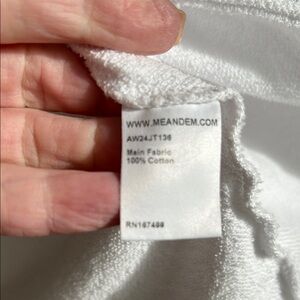 WWW.MEANDEM.COM
AW24JT136
Main Fabric
100% Cotton
RN167499